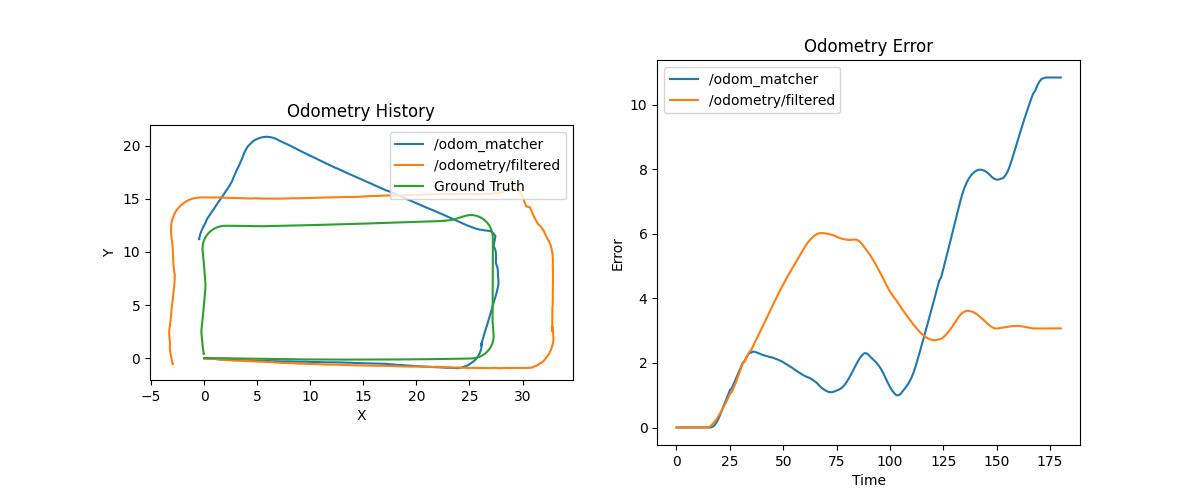 Odometry History
/odom_matcher
/odometry/filtered
Ground Truth
20
15
10
5
0
Y
−5 0 5 10 15 20 25 30
X
Odometry Error
/odom_matcher
/odometry/filtered
10
8
6
4
2
0
Error
0 25 50 75 100 125 150 175
Time